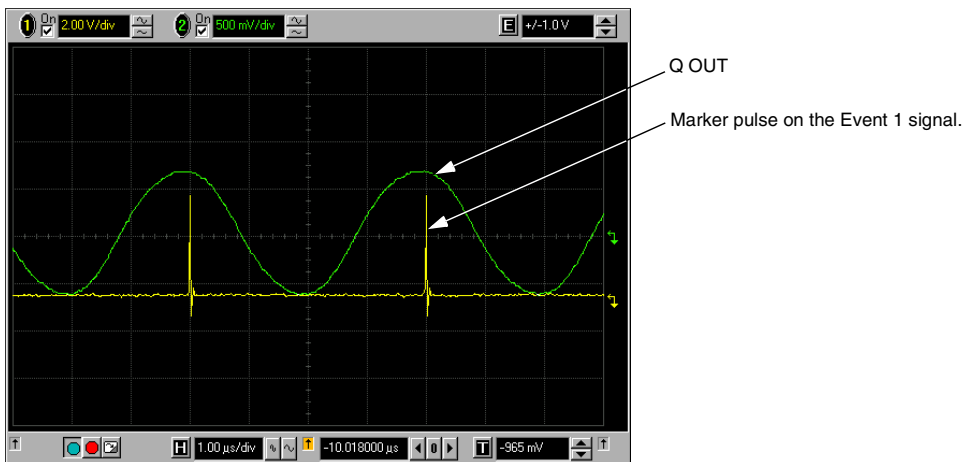 1 On 2.00 V/div 2 On 500 mV/div E +/-1.0 V
Q OUT
Marker pulse on the Event 1 signal.
H 1.00 µs/div -10.018000 µs 0 T -965 mV